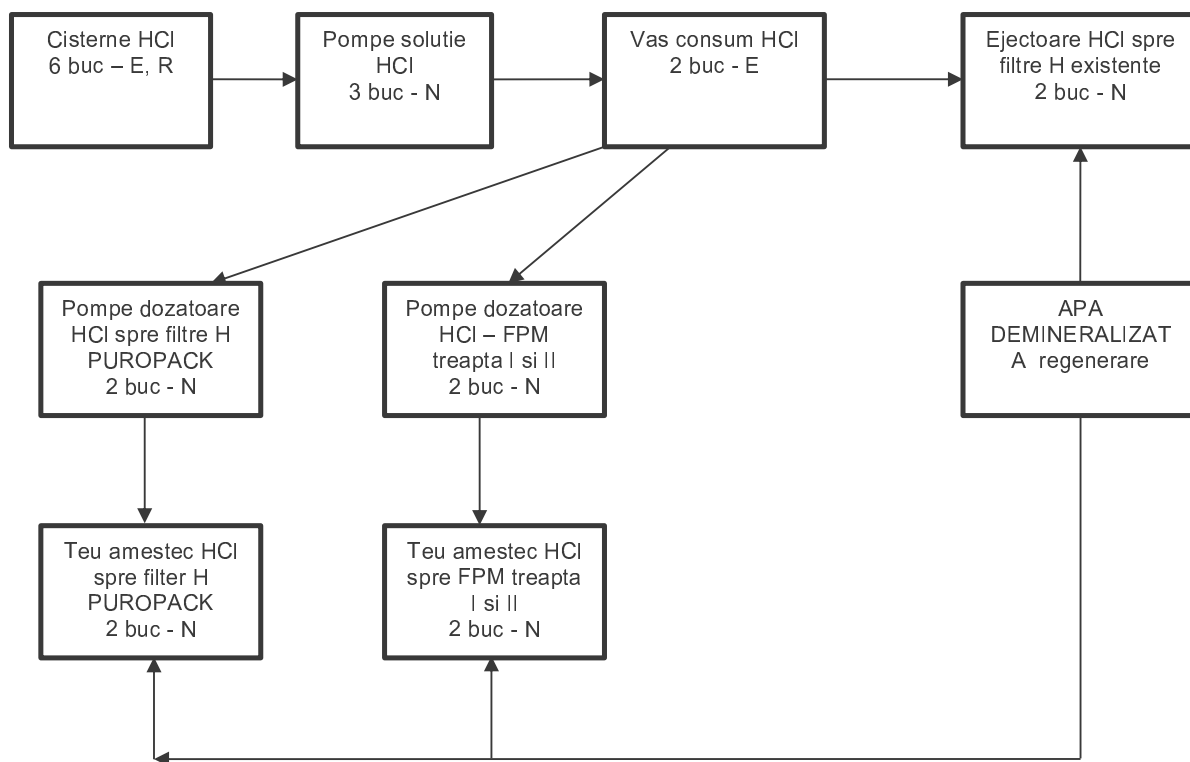 Cisterne HCl
6 buc – E, R
Pompe solutie
HCl
3 buc - N
Vas consum HCl
2 buc - E
Ejectoare HCl spre
filtre H existente
2 buc - N
Pompe dozatoare
HCl spre filtre H
PUROPACK
2 buc - N
Pompe dozatoare
HCl – FPM
treapta I si II
2 buc - N
APA
DEMINERALIZAT
A regenerare
Teu amestec HCl
spre filter H
PUROPACK
2 buc - N
Teu amestec HCl
spre FPM treapta
I si II
2 buc - N